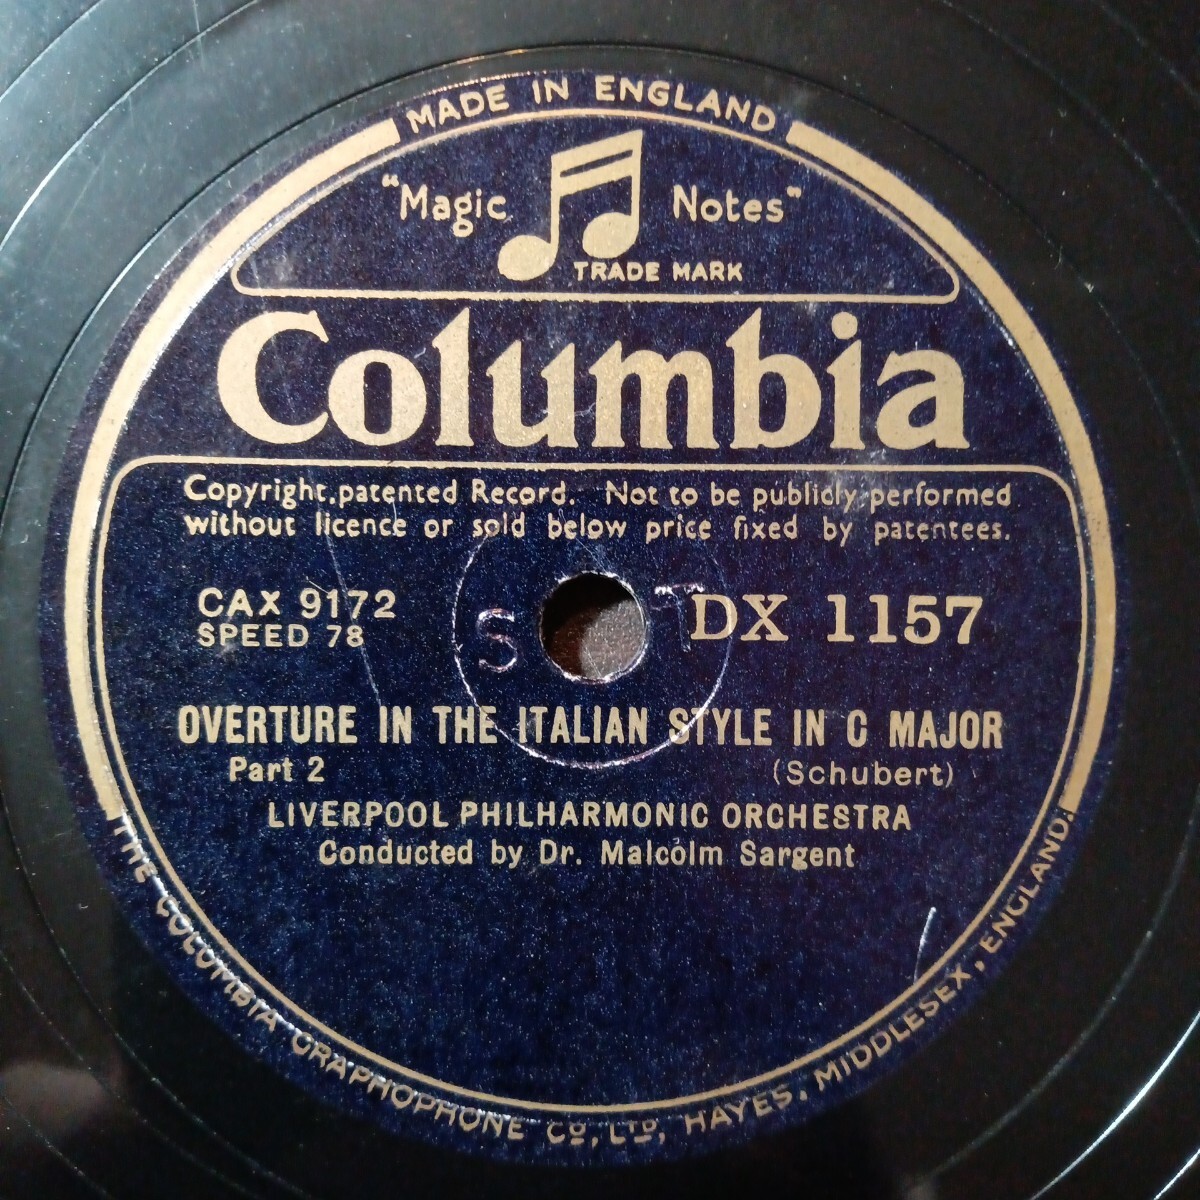 MADE IN ENGLAND
"Magic Notes"
TRADE MARK
Columbia
Copyright, patented Record. Not to be publicly performed
without licence or sold below price fixed by patentees.
CAX 9172
SPEED 78
S T
DX 1157
OVERTURE IN THE ITALIAN STYLE IN C MAJOR
Part 2 (Schubert)
LIVERPOOL PHILHARMONIC ORCHESTRA
Conducted by Dr. Malcolm Sargent
THE COLUMBIA GRAPHOPHONE CO, LTD, HAYES, MIDDLESEX, ENGLAND.